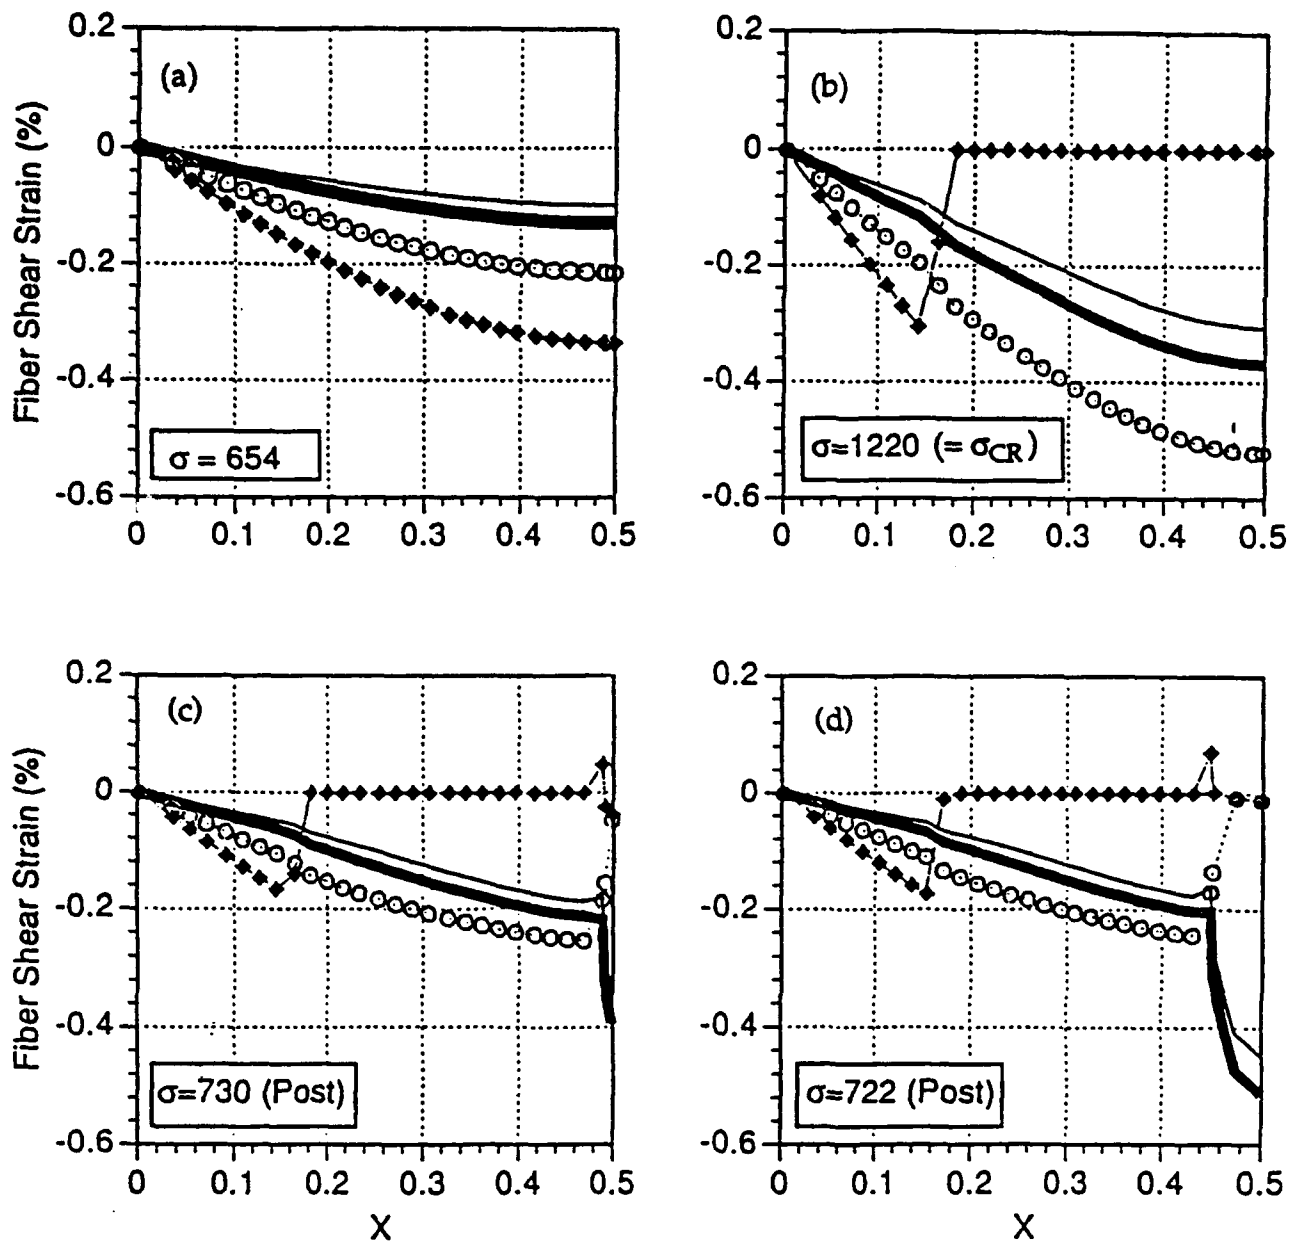 0.2
(a)
0
-0.2
-0.4
-0.6
Fiber Shear Strain (%)
σ = 654
0 0.1 0.2 0.3 0.4 0.5
0.2
(b)
0
-0.2
-0.4
-0.6
σ=1220 (= σCR)
0 0.1 0.2 0.3 0.4 0.5
0.2
(c)
0
-0.2
-0.4
-0.6
Fiber Shear Strain (%)
σ=730 (Post)
0 0.1 0.2 0.3 0.4 0.5
X
0.2
(d)
0
-0.2
-0.4
-0.6
σ=722 (Post)
0 0.1 0.2 0.3 0.4 0.5
X